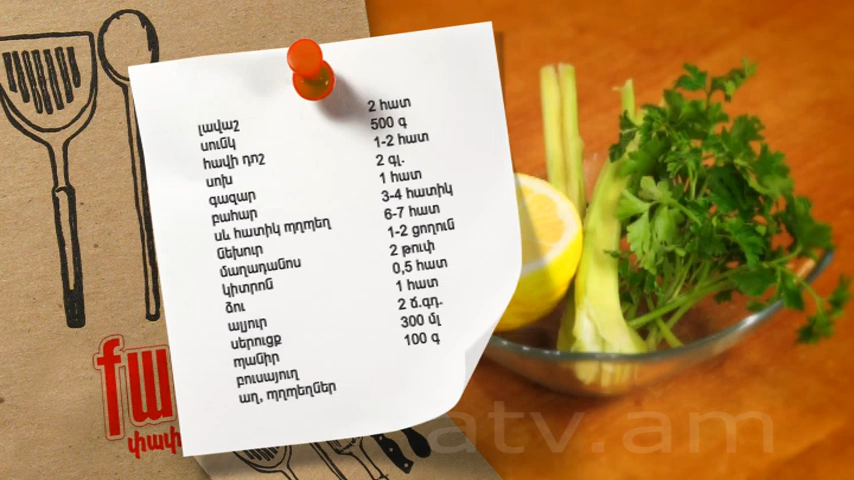 լավաշ 2 հատ
սունկ 500 գ
հավի դոշ 1-2 հատ
սոխ 2 գլ.
գազար 1 հատ
բահար 3-4 հատիկ
սև հատիկ պղպեղ 6-7 հատ
նեխուր 1-2 ցողուն
մաղադանոս 2 թուփ
կիտրոն 0,5 հատ
ձու 1 հատ
ալյուր 2 ճ.գդ.
սերուցք 300 մլ
պանիր 100 գ
բուսայուղ
աղ, պղպեղներ
atv.am